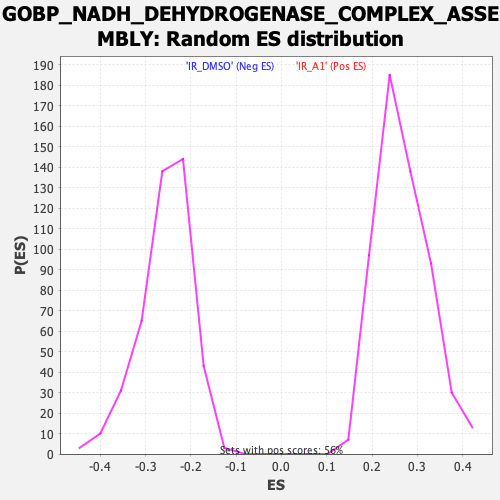 GOBP_NADH_DEHYDROGENASE_COMPLEX_ASSE
MBLY: Random ES distribution
'IR_DMSO' (Neg ES) 'IR_A1' (Pos ES)
190
180
170
160
150
140
130
120
110
100
90
80
70
60
50
40
30
20
10
0
P(ES)
Sets with pos scores: 56%
-0.4 -0.3 -0.2 -0.1 0.0 0.1 0.2 0.3 0.4
ES